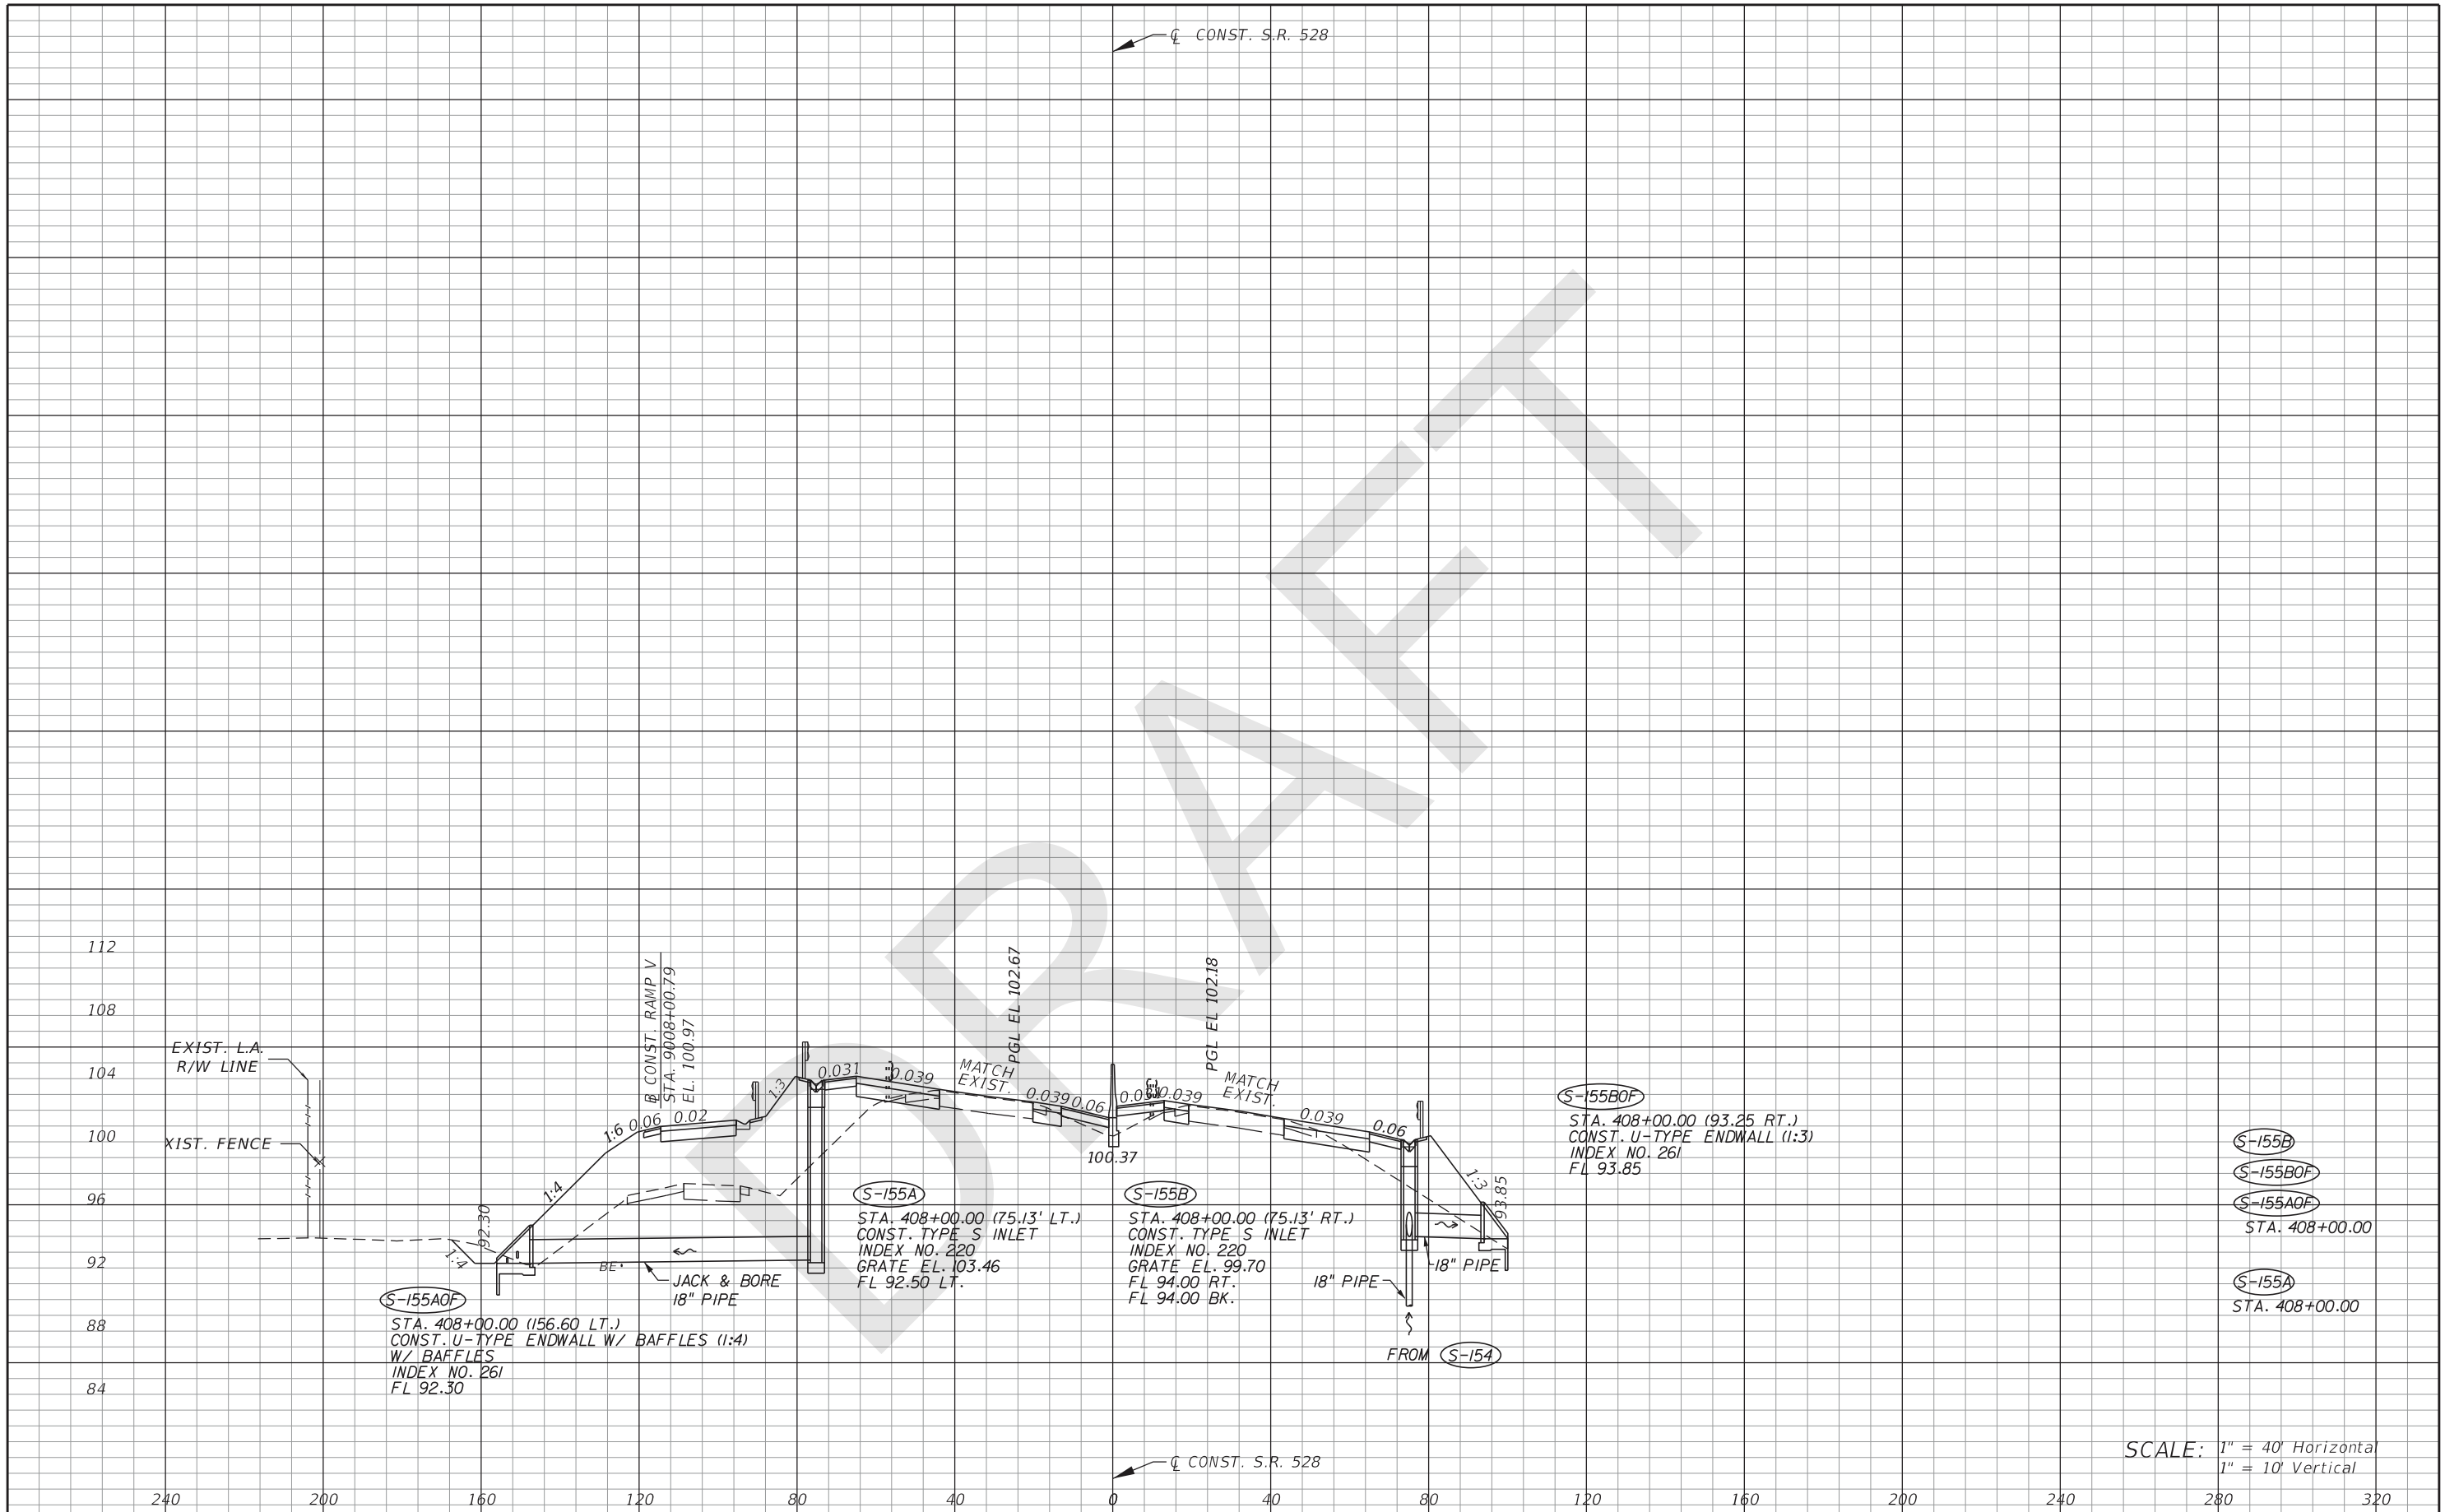 ℄ CONST. S.R. 528
DRAFT
112
108
104
100
96
92
88
84
EXIST. L.A.
R/W LINE
XIST. FENCE
℄ CONST. RAMP V
STA. 9008+00.79
EL. 100.97
PGL EL 102.67
PGL EL 102.18
1:4
92.30
1:4
1:6
0.06
0.02
1:3
0.031
0.039
MATCH
EXIST.
0.039
0.06
100.37
0.039
MATCH
EXIST.
0.039
0.06
1:3
93.85
S-155A
STA. 408+00.00 (75.13' LT.)
CONST. TYPE S INLET
INDEX NO. 220
GRATE EL. 103.46
FL 92.50 LT.
S-155B
STA. 408+00.00 (75.13' RT.)
CONST. TYPE S INLET
INDEX NO. 220
GRATE EL. 99.70
FL 94.00 RT.
FL 94.00 BK.
S-155BOF
STA. 408+00.00 (93.25 RT.)
CONST. U-TYPE ENDWALL (1:3)
INDEX NO. 261
FL 93.85
BE
JACK & BORE
18" PIPE
18" PIPE
18" PIPE
FROM S-154
S-155AOF
STA. 408+00.00 (156.60 LT.)
CONST. U-TYPE ENDWALL W/ BAFFLES (1:4)
W/ BAFFLES
INDEX NO. 261
FL 92.30
S-155B
S-155BOF
S-155AOF
STA. 408+00.00
S-155A
STA. 408+00.00
℄ CONST. S.R. 528
SCALE: 1" = 40' Horizontal
1" = 10' Vertical
240 200 160 120 80 40 0 40 80 120 160 200 240 280 320